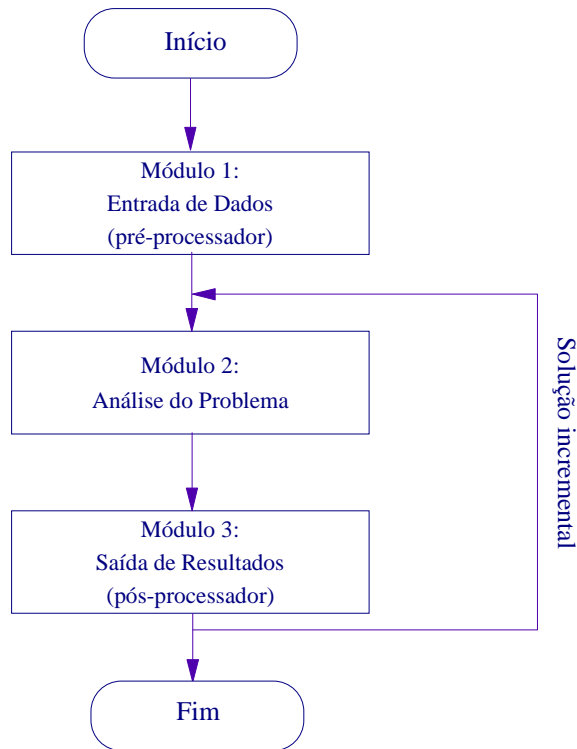 Início
Módulo 1:
Entrada de Dados
(pré-processador)
Módulo 2:
Análise do Problema
Solução incremental
Módulo 3:
Saída de Resultados
(pós-processador)
Fim